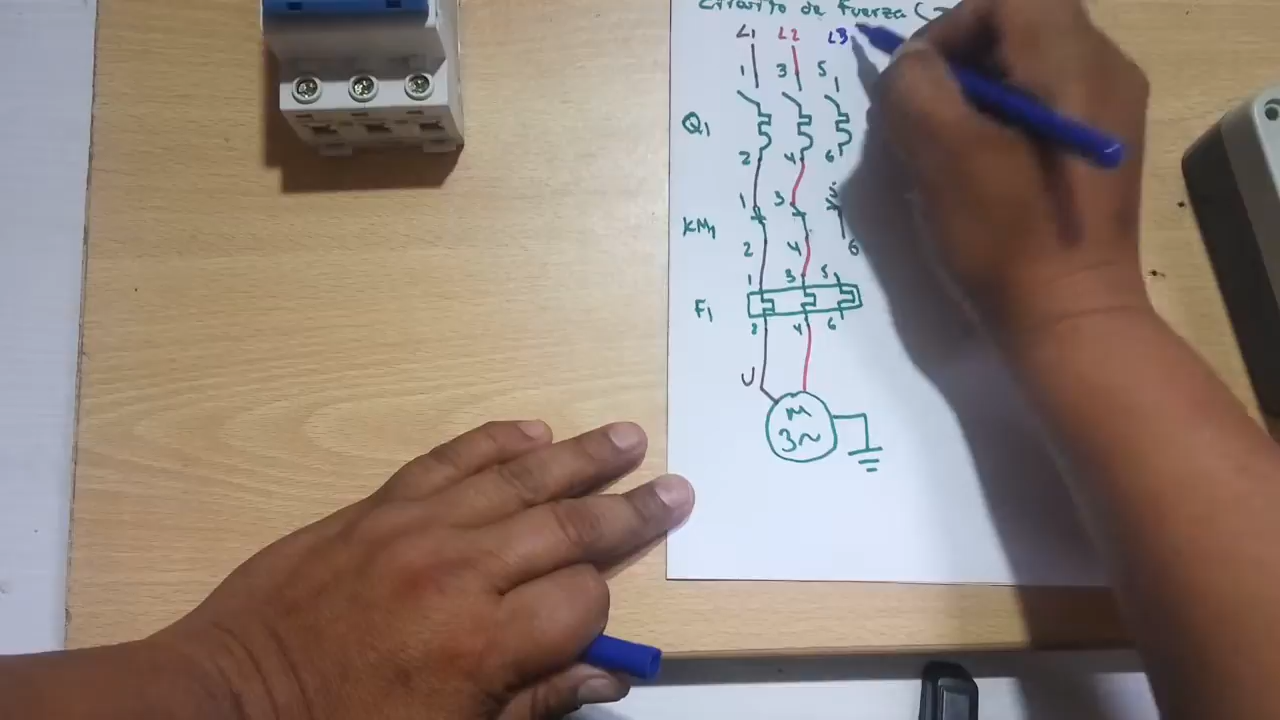 Circuito de Fuerza (
L1 L2 L3
1 3 5
Q1
2 4 6
1 3 5
KM1
2 4 6
1 3 5
F1
2 4 6
U
M
3~